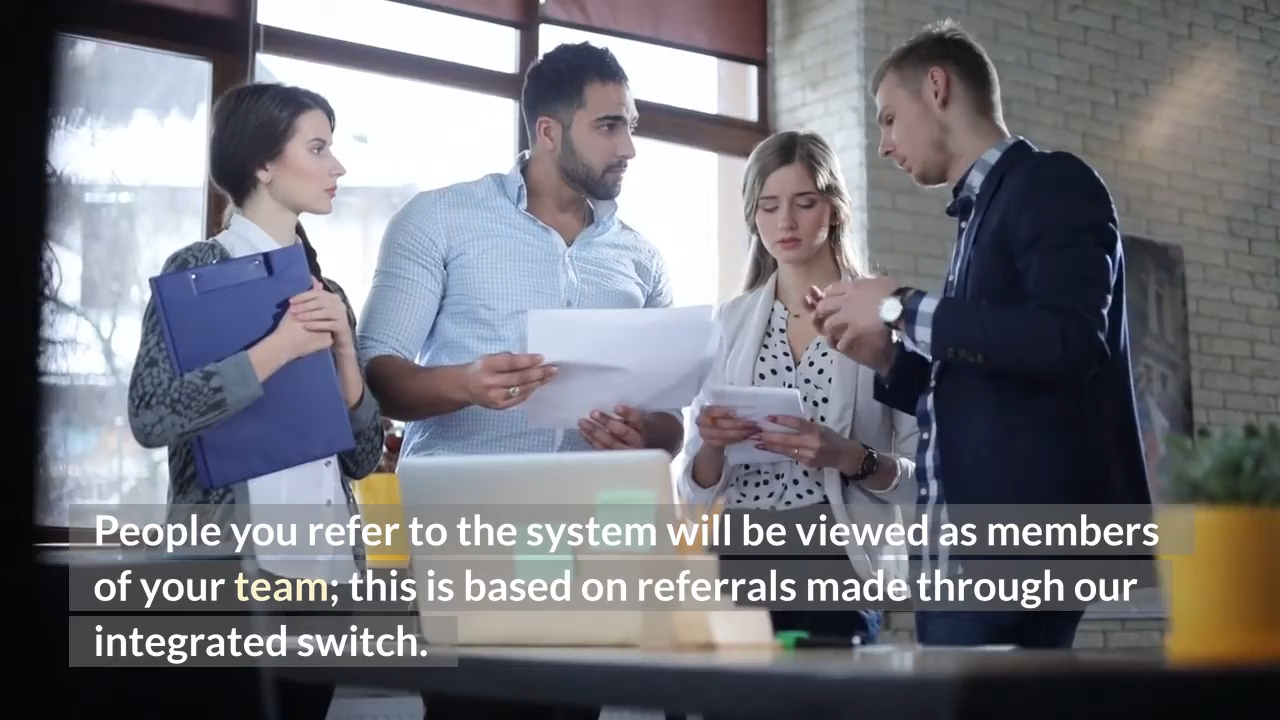 People you refer to the system will be viewed as members
of your team; this is based on referrals made through our
integrated switch.